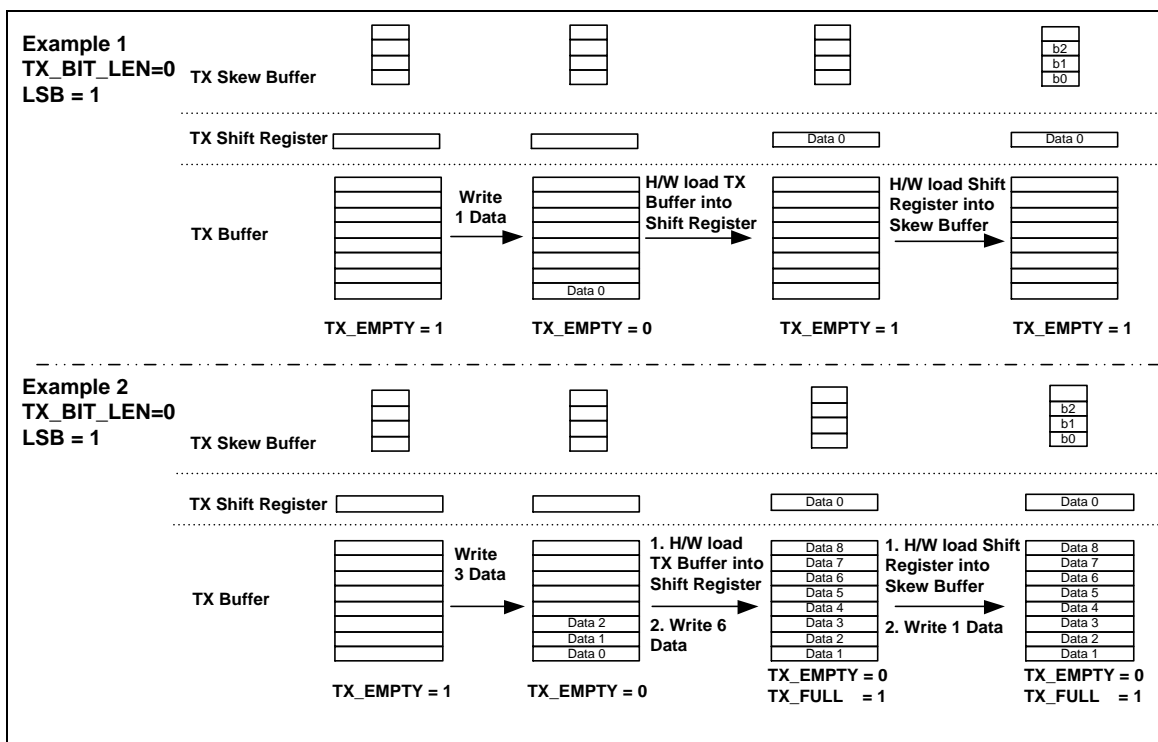 Example 1
TX_BIT_LEN=0
LSB = 1
TX Skew Buffer
b2
b1
b0
TX Shift Register
Data 0
Data 0
TX Buffer
Write
1 Data
H/W load TX
Buffer into
Shift Register
H/W load Shift
Register into
Skew Buffer
Data 0
TX_EMPTY = 1
TX_EMPTY = 0
TX_EMPTY = 1
TX_EMPTY = 1
Example 2
TX_BIT_LEN=0
LSB = 1
TX Skew Buffer
b2
b1
b0
TX Shift Register
Data 0
Data 0
TX Buffer
Write
3 Data
Data 2
Data 1
Data 0
1. H/W load
TX Buffer into
Shift Register
2. Write 6
Data
Data 8
Data 7
Data 6
Data 5
Data 4
Data 3
Data 2
Data 1
1. H/W load Shift
Register into
Skew Buffer
2. Write 1 Data
Data 8
Data 7
Data 6
Data 5
Data 4
Data 3
Data 2
Data 1
TX_EMPTY = 1
TX_EMPTY = 0
TX_EMPTY = 0
TX_FULL = 1
TX_EMPTY = 0
TX_FULL = 1